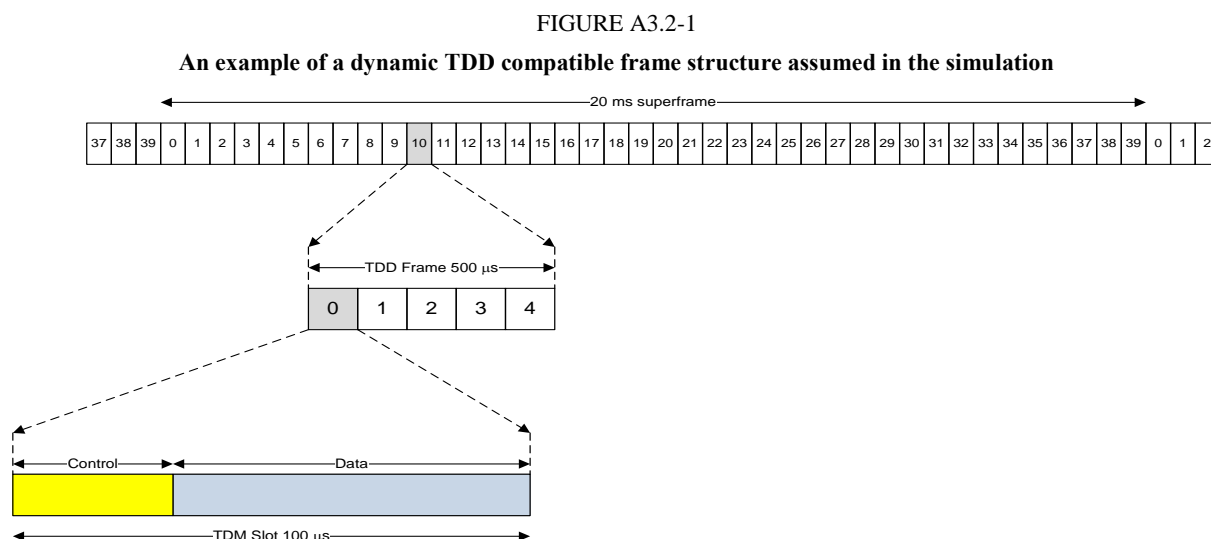 FIGURE A3.2-1
An example of a dynamic TDD compatible frame structure assumed in the simulation
20 ms superframe
37 38 39 0 1 2 3 4 5 6 7 8 9 10 11 12 13 14 15 16 17 18 19 20 21 22 23 24 25 26 27 28 29 30 31 32 33 34 35 36 37 38 39 0 1 2
TDD Frame 500 μs
0 1 2 3 4
Control Data
TDM Slot 100 μs